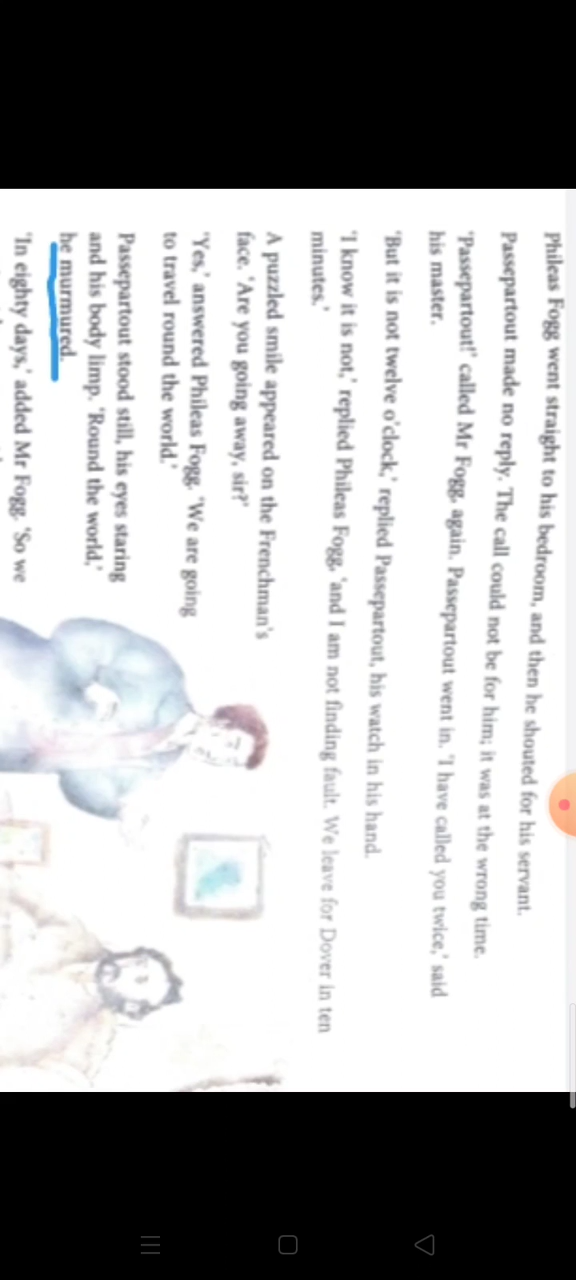 Phileas Fogg went straight to his bedroom, and then he shouted for his servant.
Passepartout made no reply. The call could not be for him; it was at the wrong time.
'Passepartout!' called Mr Fogg, again. Passepartout went in. 'I have called you twice,' said
his master.
'But it is not twelve o'clock,' replied Passepartout, his watch in his hand.
'I know it is not,' replied Phileas Fogg, 'and I am not finding fault. We leave for Dover in ten
minutes.'
A puzzled smile appeared on the Frenchman's
face. 'Are you going away, sir?'
'Yes,' answered Phileas Fogg. 'We are going
to travel round the world.'
Passepartout stood still, his eyes staring
and his body limp. 'Round the world,'
he murmured.
'In eighty days,' added Mr Fogg. 'So we